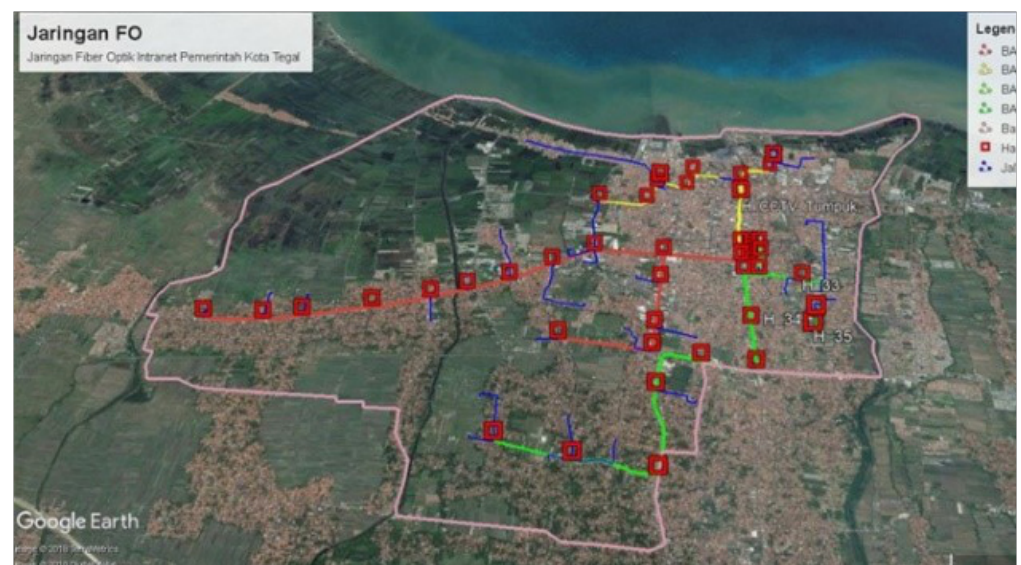 Jaringan FO
Jaringan Fiber Optik Intranet Pemerintah Kota Tegal
Legen
BA
BA
BA
BA
Ba
Ha
Ja
H. CCTV Tumpuk
H 33
H 34
H 35
Google Earth